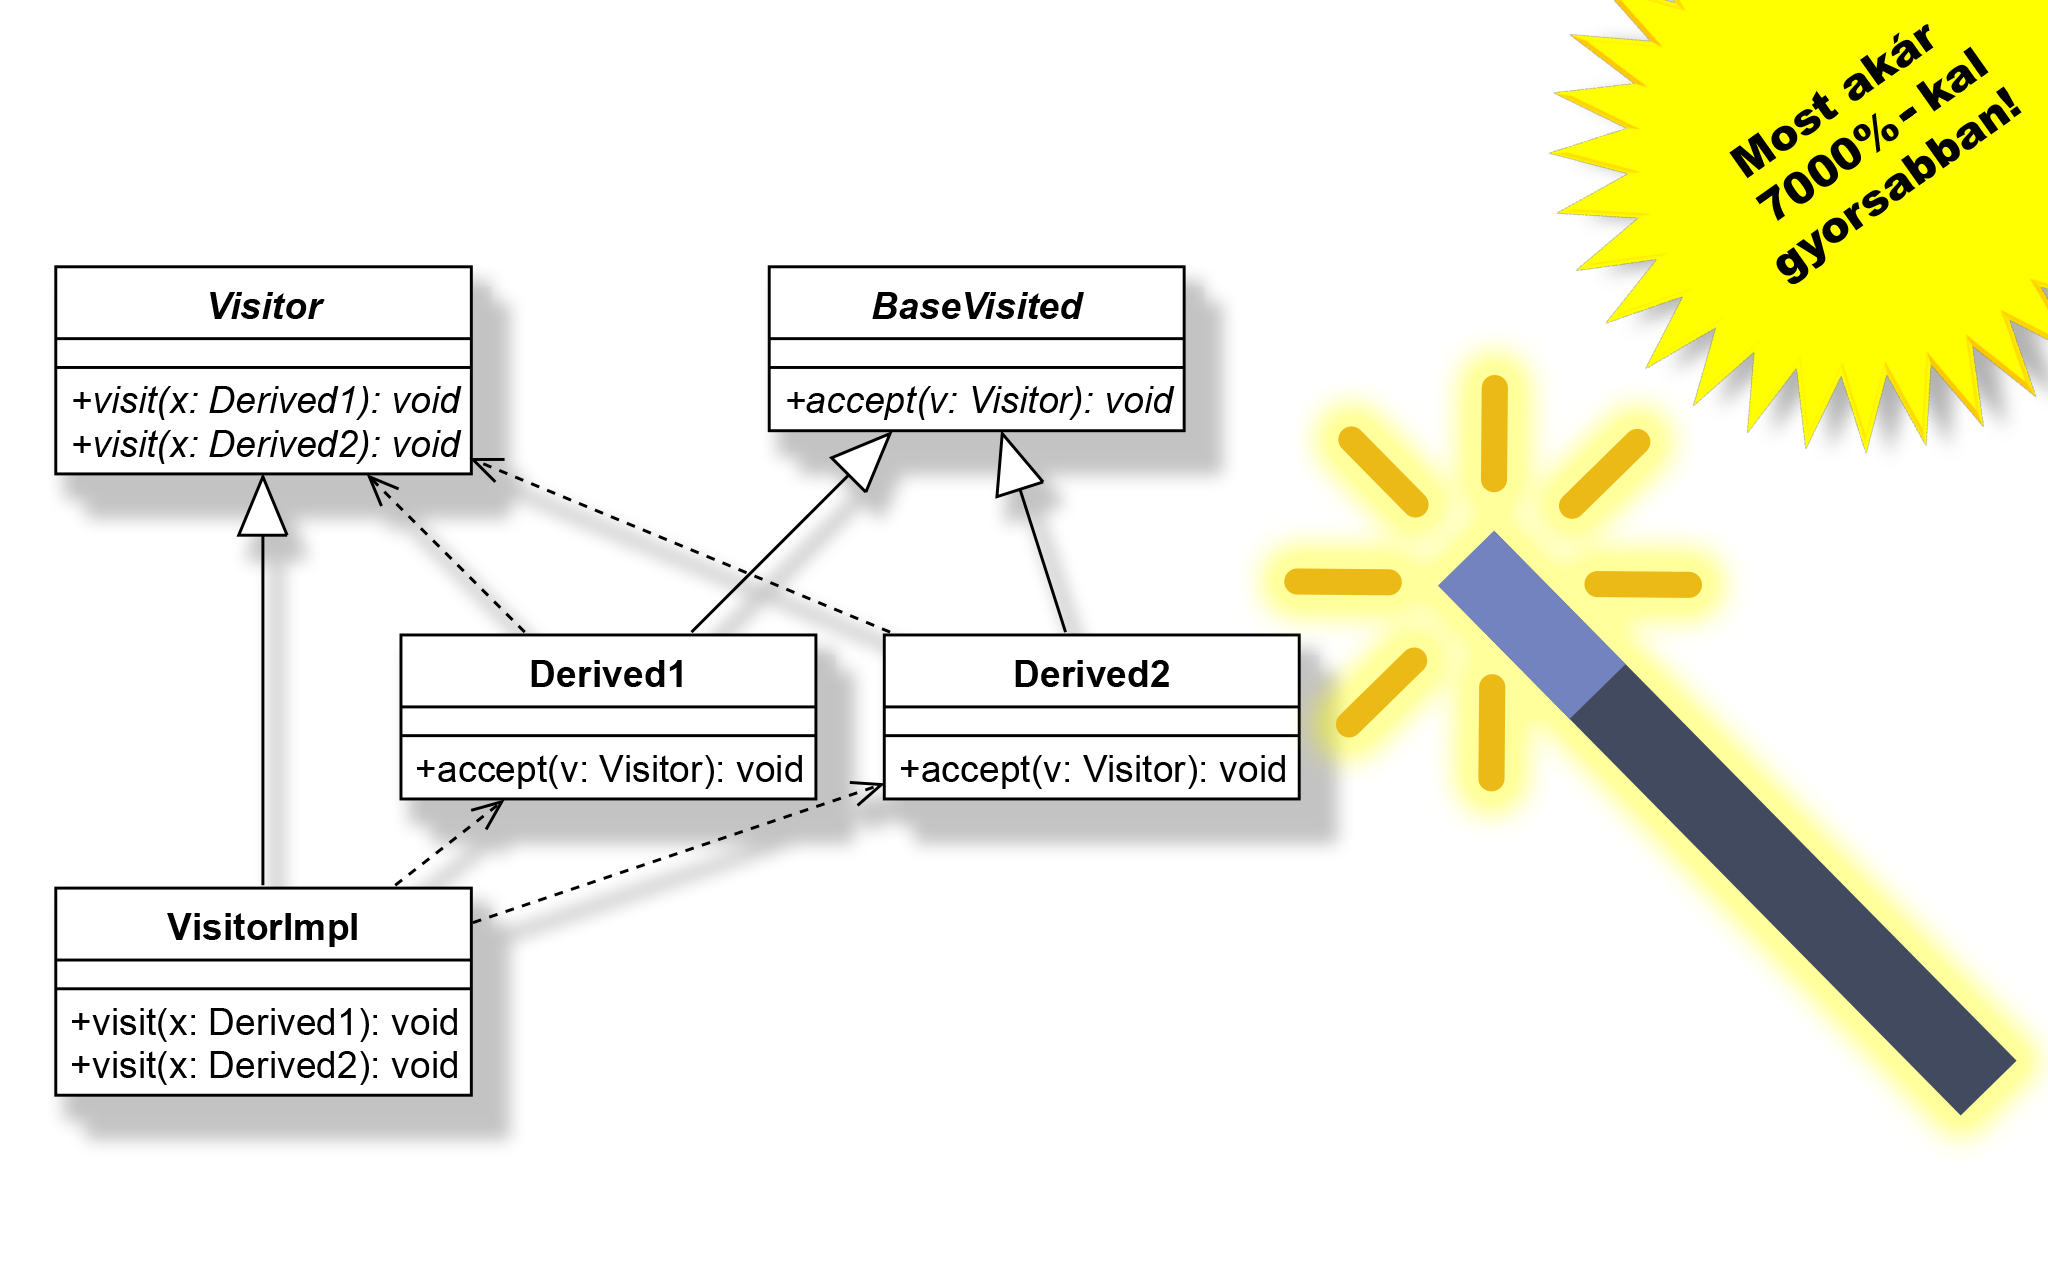 Most akár
7000%- kal
gyorsabban!
Visitor
+visit(x: Derived1): void
+visit(x: Derived2): void
BaseVisited
+accept(v: Visitor): void
Derived1
+accept(v: Visitor): void
Derived2
+accept(v: Visitor): void
VisitorImpl
+visit(x: Derived1): void
+visit(x: Derived2): void